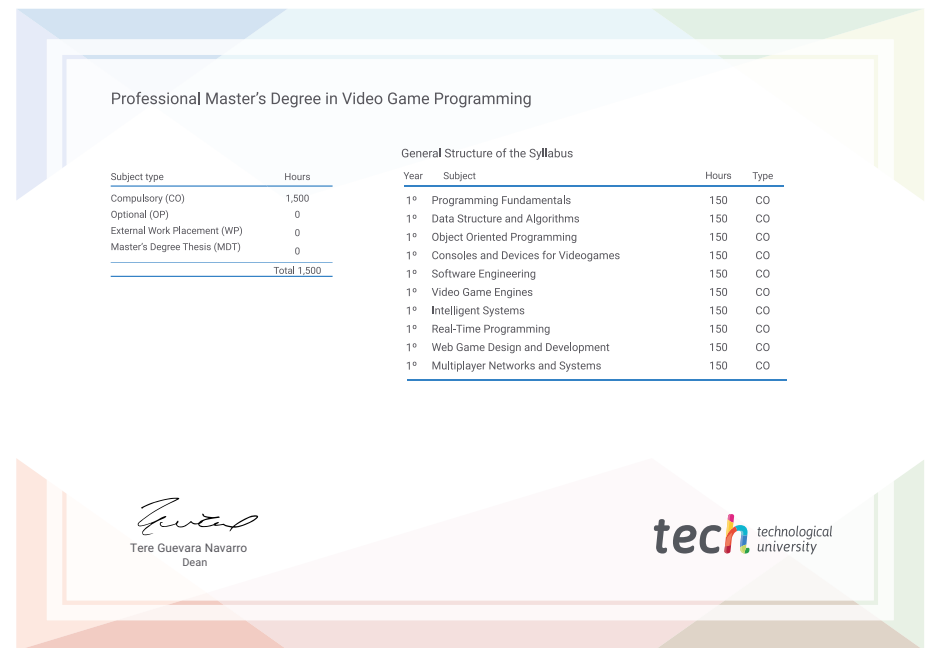 Professional Master's Degree in Video Game Programming
Subject type Hours
Compulsory (CO) 1,500
Optional (OP) 0
External Work Placement (WP) 0
Master's Degree Thesis (MDT) 0
Total 1,500
General Structure of the Syllabus
Year Subject Hours Type
1º Programming Fundamentals 150 CO
1º Data Structure and Algorithms 150 CO
1º Object Oriented Programming 150 CO
1º Consoles and Devices for Videogames 150 CO
1º Software Engineering 150 CO
1º Video Game Engines 150 CO
1º Intelligent Systems 150 CO
1º Real-Time Programming 150 CO
1º Web Game Design and Development 150 CO
1º Multiplayer Networks and Systems 150 CO
Tere Guevara Navarro
Dean
tech technological
university